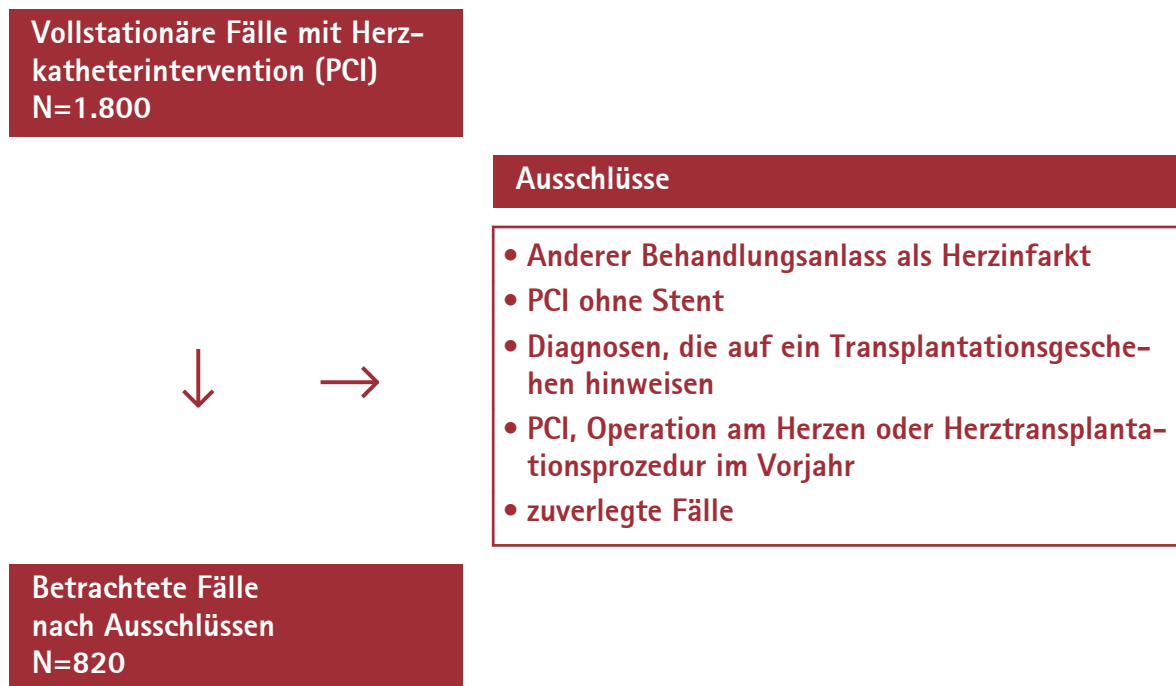 Vollstationäre Fälle mit Herz-
katheterintervention (PCI)
N=1.800
Ausschlüsse
• Anderer Behandlungsanlass als Herzinfarkt
• PCI ohne Stent
• Diagnosen, die auf ein Transplantationsgesche-
hen hinweisen
• PCI, Operation am Herzen oder Herztransplanta-
tionsprozedur im Vorjahr
• zuverlegte Fälle
Betrachtete Fälle
nach Ausschlüssen
N=820